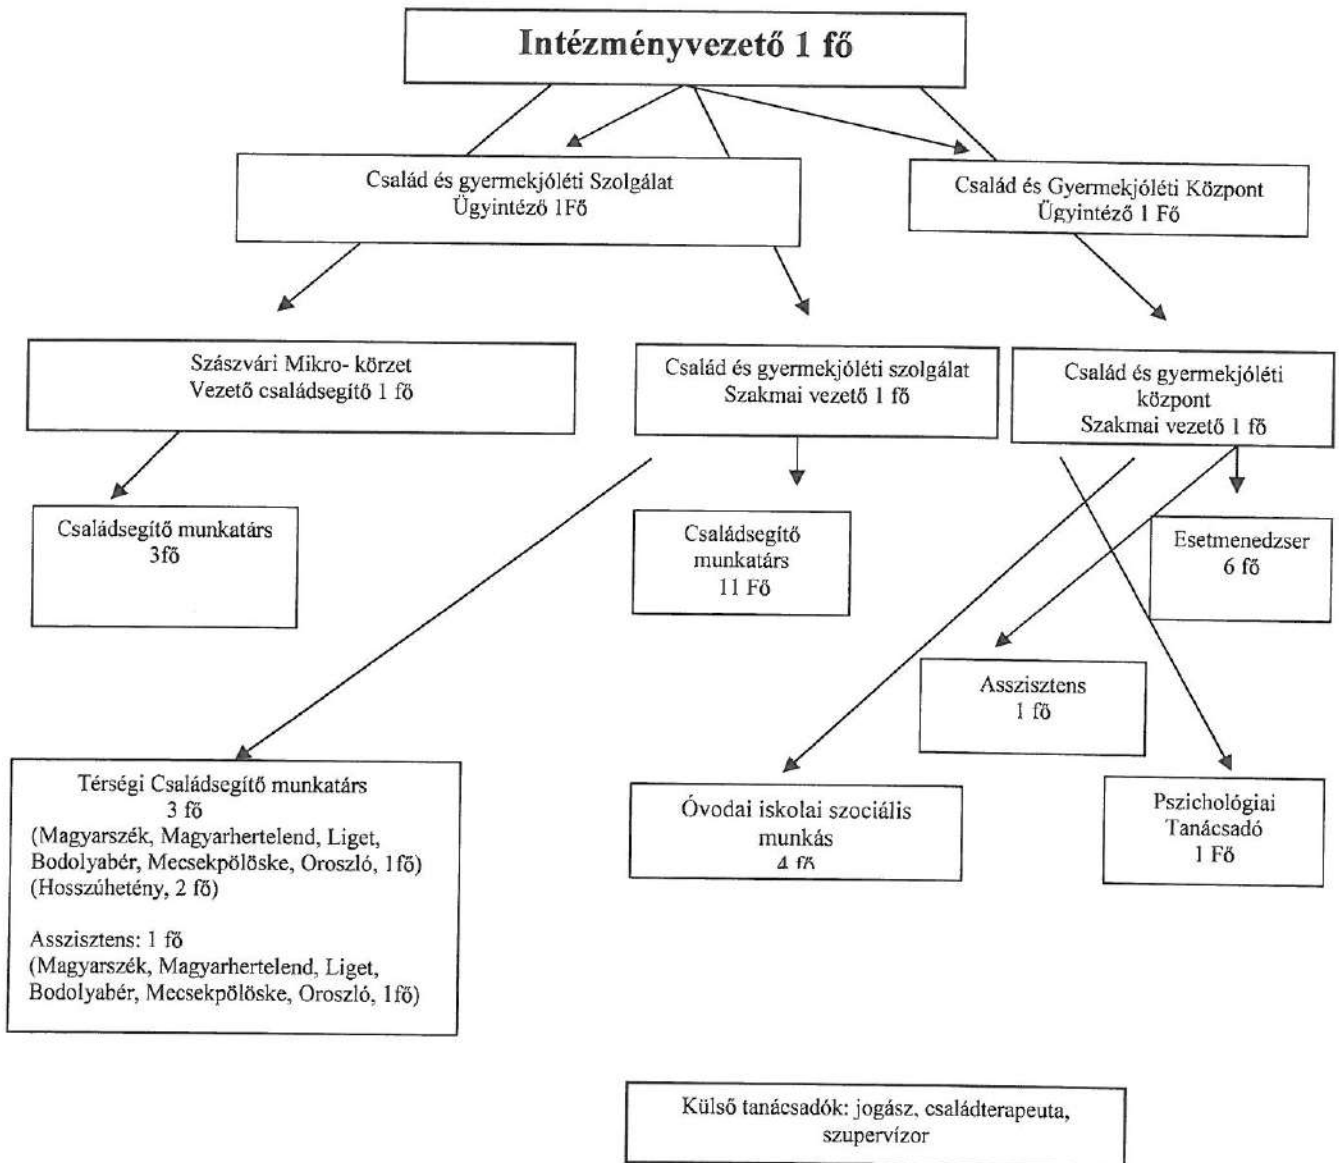 Intézményvezető 1 fő
Család és gyermekjóléti Szolgálat
Ügyintéző 1Fő
Család és Gyermekjóléti Központ
Ügyintéző 1 Fő
Szászvári Mikro- körzet
Vezető családsegítő 1 fő
Család és gyermekjóléti szolgálat
Szakmai vezető 1 fő
Család és gyermekjóléti
központ
Szakmai vezető 1 fő
Családsegítő munkatárs
3fő
Családsegítő
munkatárs
11 Fő
Esetmenedzser
6 fő
Asszisztens
1 fő
Térségi Családsegítő munkatárs
3 fő
(Magyarszék, Magyarhertelend, Liget,
Bodolyabér, Mecsekpölöske, Oroszló, 1fő)
(Hosszúhetény, 2 fő)
Asszisztens: 1 fő
(Magyarszék, Magyarhertelend, Liget,
Bodolyabér, Mecsekpölöske, Oroszló, 1fő)
Óvodai iskolai szociális
munkás
4 fő
Pszichológiai
Tanácsadó
1 Fő
Külső tanácsadók: jogász, családterapeuta,
szupervízor